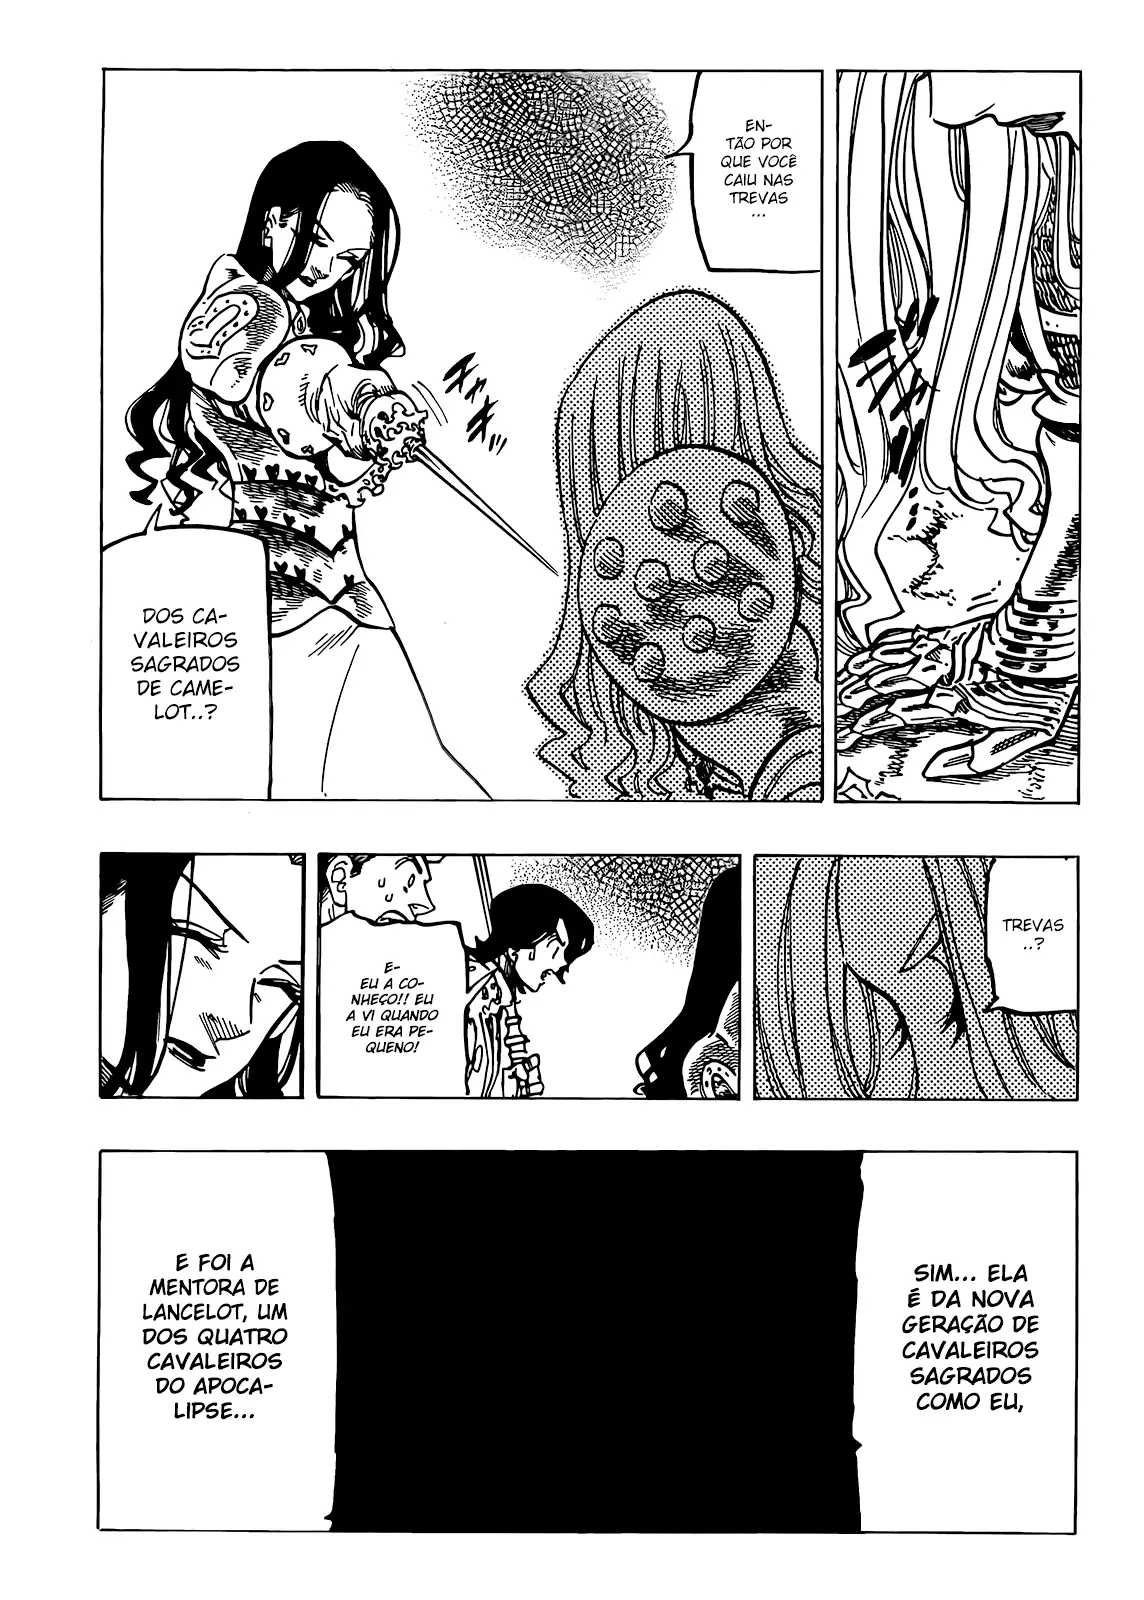 EN-
TÃO POR
QUE VOCÊ
CAIU NAS
TREVAS
...
DOS CA-
VALEIROS
SAGRADOS
DE CAME-
LOT..?
TREVAS
..?
E-
EU A CO-
NHEÇO!! EU
A VI QUANDO
EU ERA PE-
QUENO!
SIM... ELA
É DA NOVA
GERAÇÃO DE
CAVALEIROS
SAGRADOS
COMO EU,
E FOI A
MENTORA DE
LANCELOT, UM
DOS QUATRO
CAVALEIROS
DO APOCA-
LIPSE...